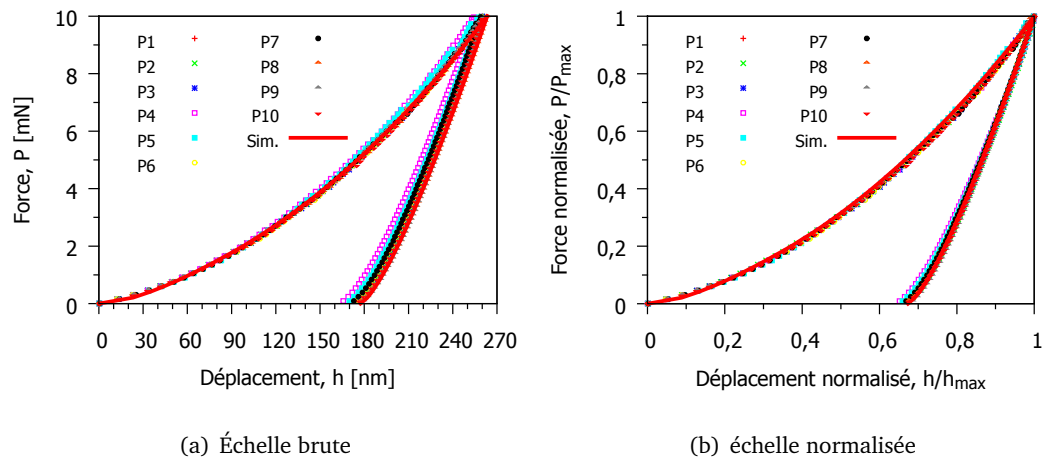 10
8
6
4
2
0
Force, P [mN]
P1
P2
P3
P4
P5
P6
P7
P8
P9
P10
Sim.
0 30 60 90 120 150 180 210 240 270
Déplacement, h [nm]
(a) Échelle brute
1
0,8
0,6
0,4
0,2
0
Force normalisée, P/Pmax
P1
P2
P3
P4
P5
P6
P7
P8
P9
P10
Sim.
0 0,2 0,4 0,6 0,8 1
Déplacement normalisé, h/hmax
(b) échelle normalisée